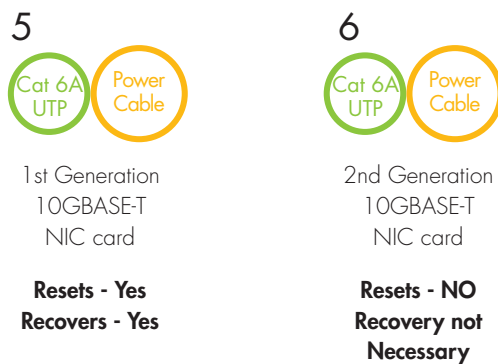 5
Cat 6A
UTP
Power
Cable
1st Generation
10GBASE-T
NIC card
Resets - Yes
Recovers - Yes
6
Cat 6A
UTP
Power
Cable
2nd Generation
10GBASE-T
NIC card
Resets - NO
Recovery not
Necessary